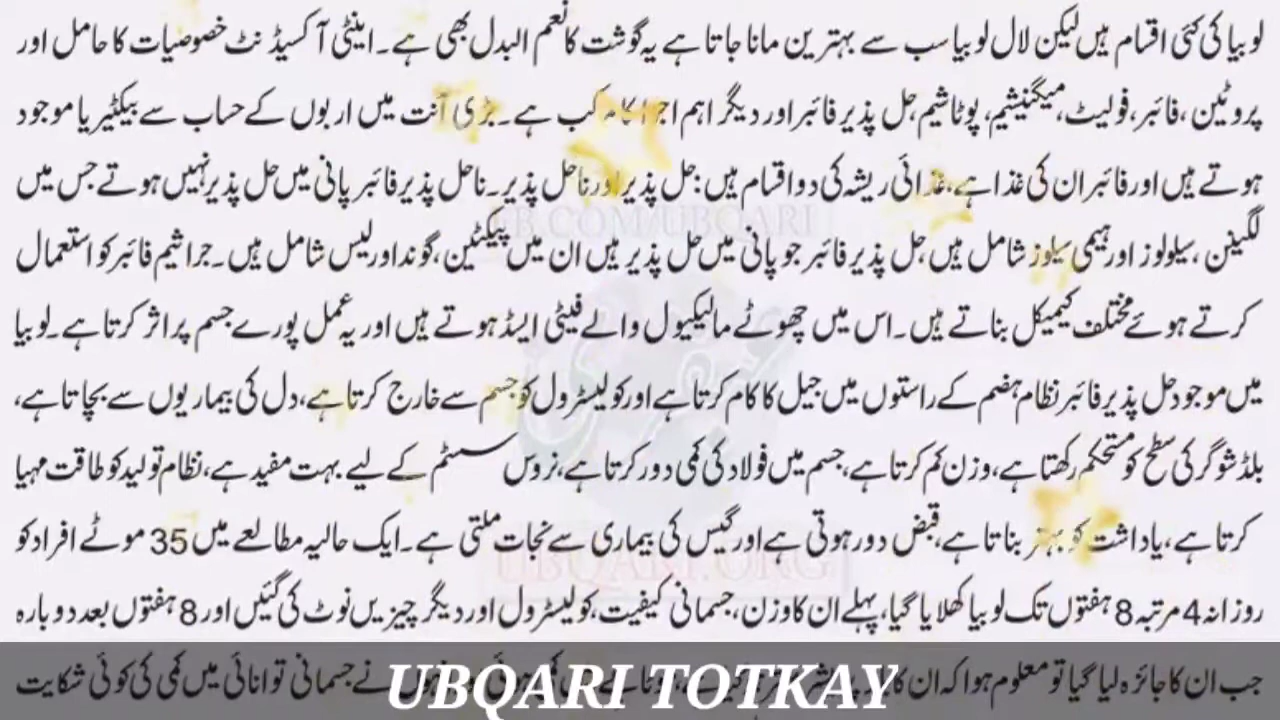 لوبیا کی کئی اقسام ہیں لیکن لال لوبیا سب سے بہترین مانا جاتا ہے یہ گوشت کا نعم البدل بھی ہے۔ اینٹی آکسیڈنٹ خصوصیات کا حامل اور
پروٹین، فائبر، فولیٹ، میگنیشیم، پوٹاشیم، حل پذیر فائبر اور دیگر اہم ہے۔ بڑی آنت میں اربوں کے حساب سے بیکٹیریا موجود
ہوتے ہیں اور فائبر ان کی غذا ہے، غذائی ریشہ کی دو اقسام ہیں: حل پذیر اور ناحل پذیر۔ ناحل پذیر فائبر پانی میں حل پذیر نہیں ہوتے جس میں
لگنین، سیلولوز اور ہیمی سیلوز شامل ہیں، حل پذیر فائبر جو پانی میں حل پذیر ہیں ان میں پیکٹین، گوند اور لیس شامل ہیں۔ جراثیم فائبر کو استعمال
کرتے ہوئے مختلف کیمیکل بناتے ہیں۔ اس میں چھوٹے مالیکیول والے فیٹی ایسڈ ہوتے ہیں اور یہ عمل پورے جسم پر اثر کرتا ہے۔ لوبیا
میں موجود حل پذیر فائبر نظام ہضم کے راستوں میں جیل کا کام کرتا ہے اور کولیسٹرول کو جسم سے خارج کرتا ہے، دل کی بیماریوں سے بچاتا ہے،
بلڈ شوگر کی سطح کو مستحکم رکھتا ہے، وزن کم کرتا ہے، جسم میں فولاد کی کمی دور کرتا ہے، نروس سسٹم کے لیے بہت مفید ہے، نظام تولید کو طاقت مہیا
کرتا ہے، یاداشت کو بہتر بناتا ہے، قبض دور ہوتی ہے اور گیس کی بیماری سے نجات ملتی ہے۔ ایک حالیہ مطالعے میں 35 موٹے افراد کو
روزانہ 4 مرتبہ 8 ہفتوں تک لوبیا کھلایا گیا، پہلے ان کا وزن، جسمانی کیفیت، کولیسٹرول اور دیگر چیزیں نوٹ کی گئیں اور 8 ہفتوں بعد دوبارہ
جب ان کا جائزہ لیا گیا تو معلوم ہوا کہ ان کا نے جسمانی توانائی میں کمی کی کوئی شکایت
UBQARI TOTKAY
FB.COM/UBQARI
UBQARI.ORG